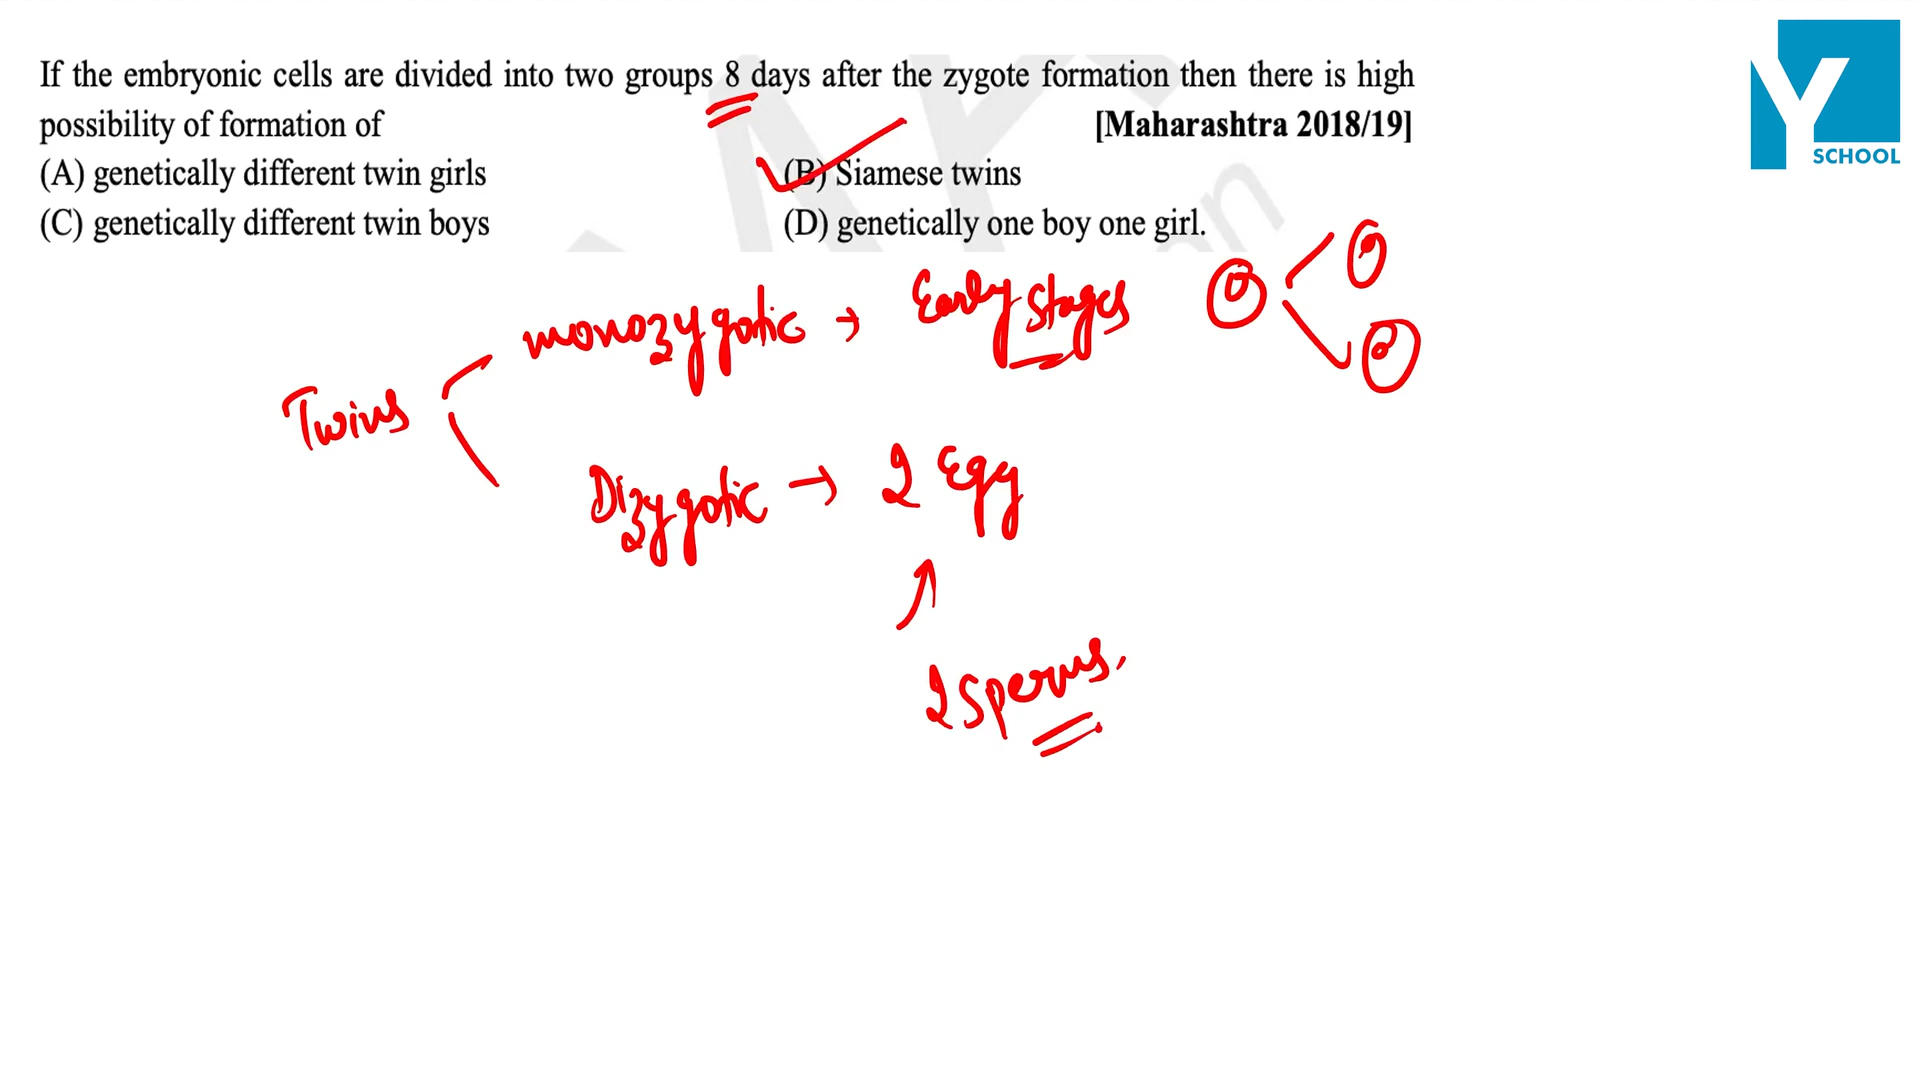 If the embryonic cells are divided into two groups 8 days after the zygote formation then there is high
possibility of formation of [Maharashtra 2018/19]
(A) genetically different twin girls (B) Siamese twins
(C) genetically different twin boys (D) genetically one boy one girl.
Y SCHOOL
Twins
monozygotic → Early stages
Dizygotic → 2 Egg
2 sperms.